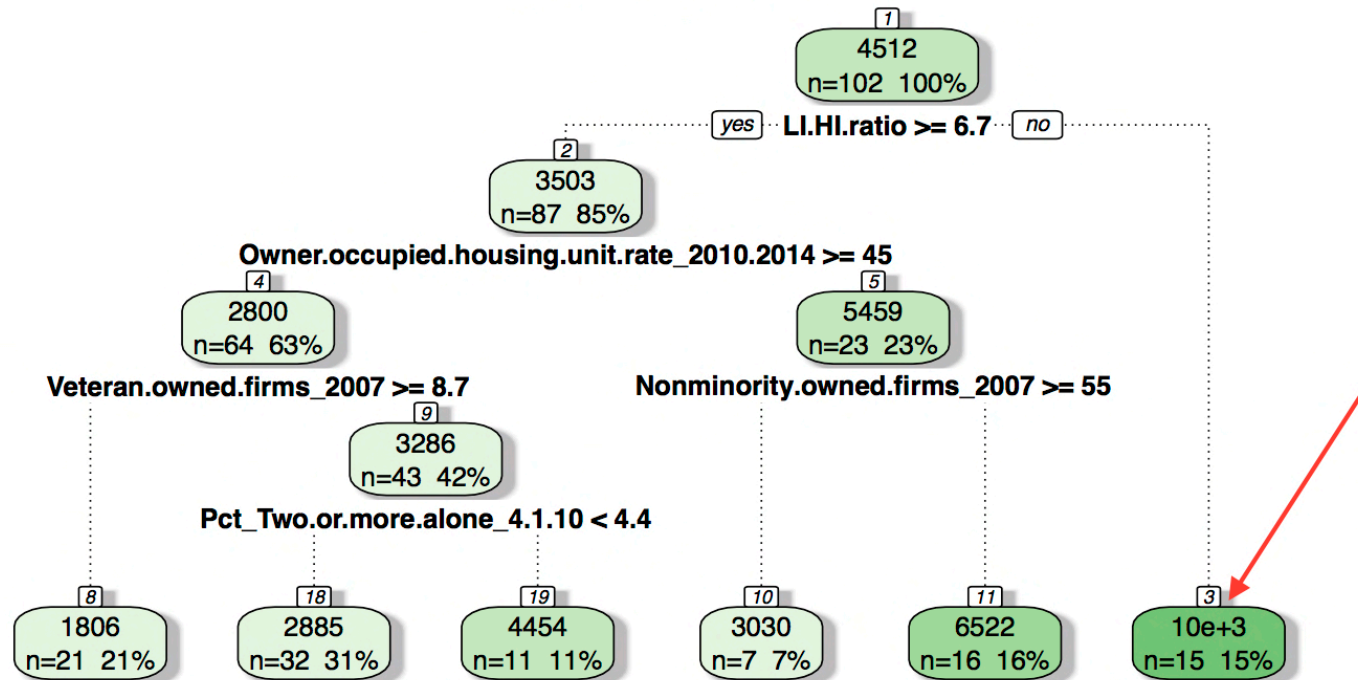 1
4512
n=102 100%
yes LI.HI.ratio >= 6.7 no
2
3503
n=87 85%
Owner.occupied.housing.unit.rate_2010.2014 >= 45
4 5
2800 5459
n=64 63% n=23 23%
Veteran.owned.firms_2007 >= 8.7 Nonminority.owned.firms_2007 >= 55
9
3286
n=43 42%
Pct_Two.or.more.alone_4.1.10 < 4.4
8 18 19 10 11 3
1806 2885 4454 3030 6522 10e+3
n=21 21% n=32 31% n=11 11% n=7 7% n=16 16% n=15 15%